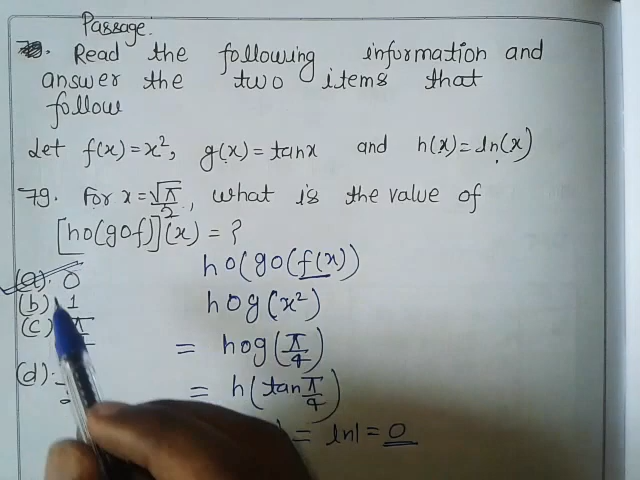 Passage.
Read the following information and
answer the two items that
follow
Let f(x) = x², g(x) = tanx and h(x) = ln(x)
79. For x = √π/2, what is the value of
[ho(gof)](x) = ?
ho(go(f(x))
(a). 0
hog(x²)
(b) 1
(c) π
= hog(π/4)
(d).
= h(tan π/4)
= ln1 = 0